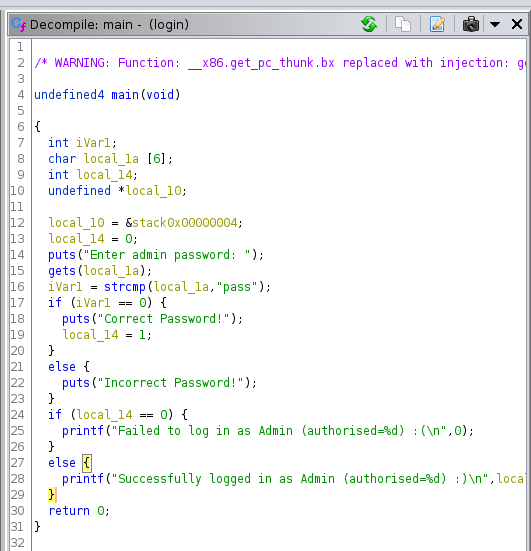 Decompile: main - (login)
1
2 /* WARNING: Function: __x86.get_pc_thunk.bx replaced with injection: ge
3
4 undefined4 main(void)
5
6 {
7 int iVar1;
8 char local_1a [6];
9 int local_14;
10 undefined *local_10;
11
12 local_10 = &stack0x00000004;
13 local_14 = 0;
14 puts("Enter admin password: ");
15 gets(local_1a);
16 iVar1 = strcmp(local_1a,"pass");
17 if (iVar1 == 0) {
18 puts("Correct Password!");
19 local_14 = 1;
20 }
21 else {
22 puts("Incorrect Password!");
23 }
24 if (local_14 == 0) {
25 printf("Failed to log in as Admin (authorised=%d) :(\n",0);
26 }
27 else {
28 printf("Successfully logged in as Admin (authorised=%d) :)\n",loca
29 }
30 return 0;
31 }
32